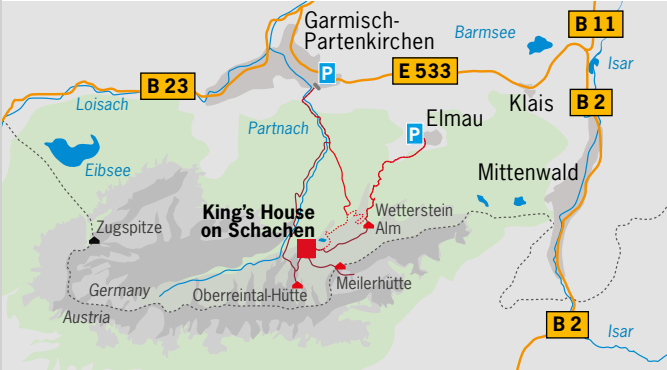 Garmisch-
Partenkirchen
Barmsee
B 11
Isar
P
E 533
B 23
Loisach
Klais
B 2
Partnach
P
Elmau
Eibsee
Mittenwald
King's House
on Schachen
Wetterstein
Alm
Zugspitze
Germany
Oberreintal-Hütte
Meilerhütte
Austria
B 2
Isar